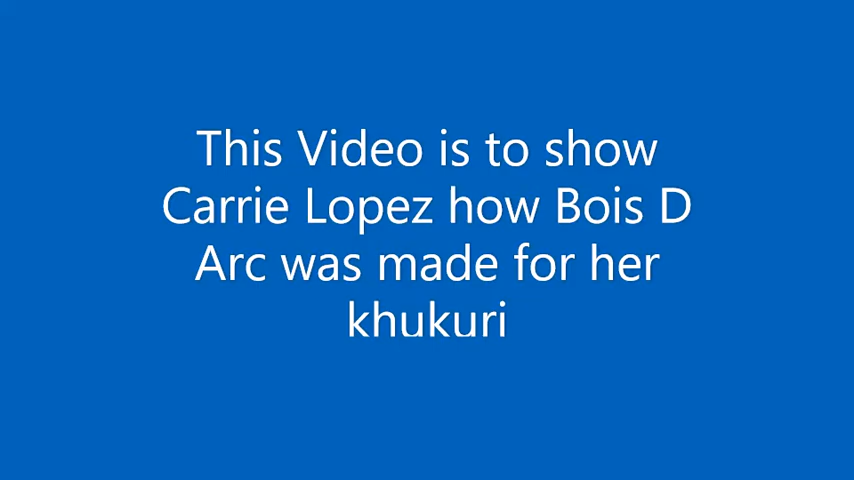 This Video is to show
Carrie Lopez how Bois D
Arc was made for her
khukuri